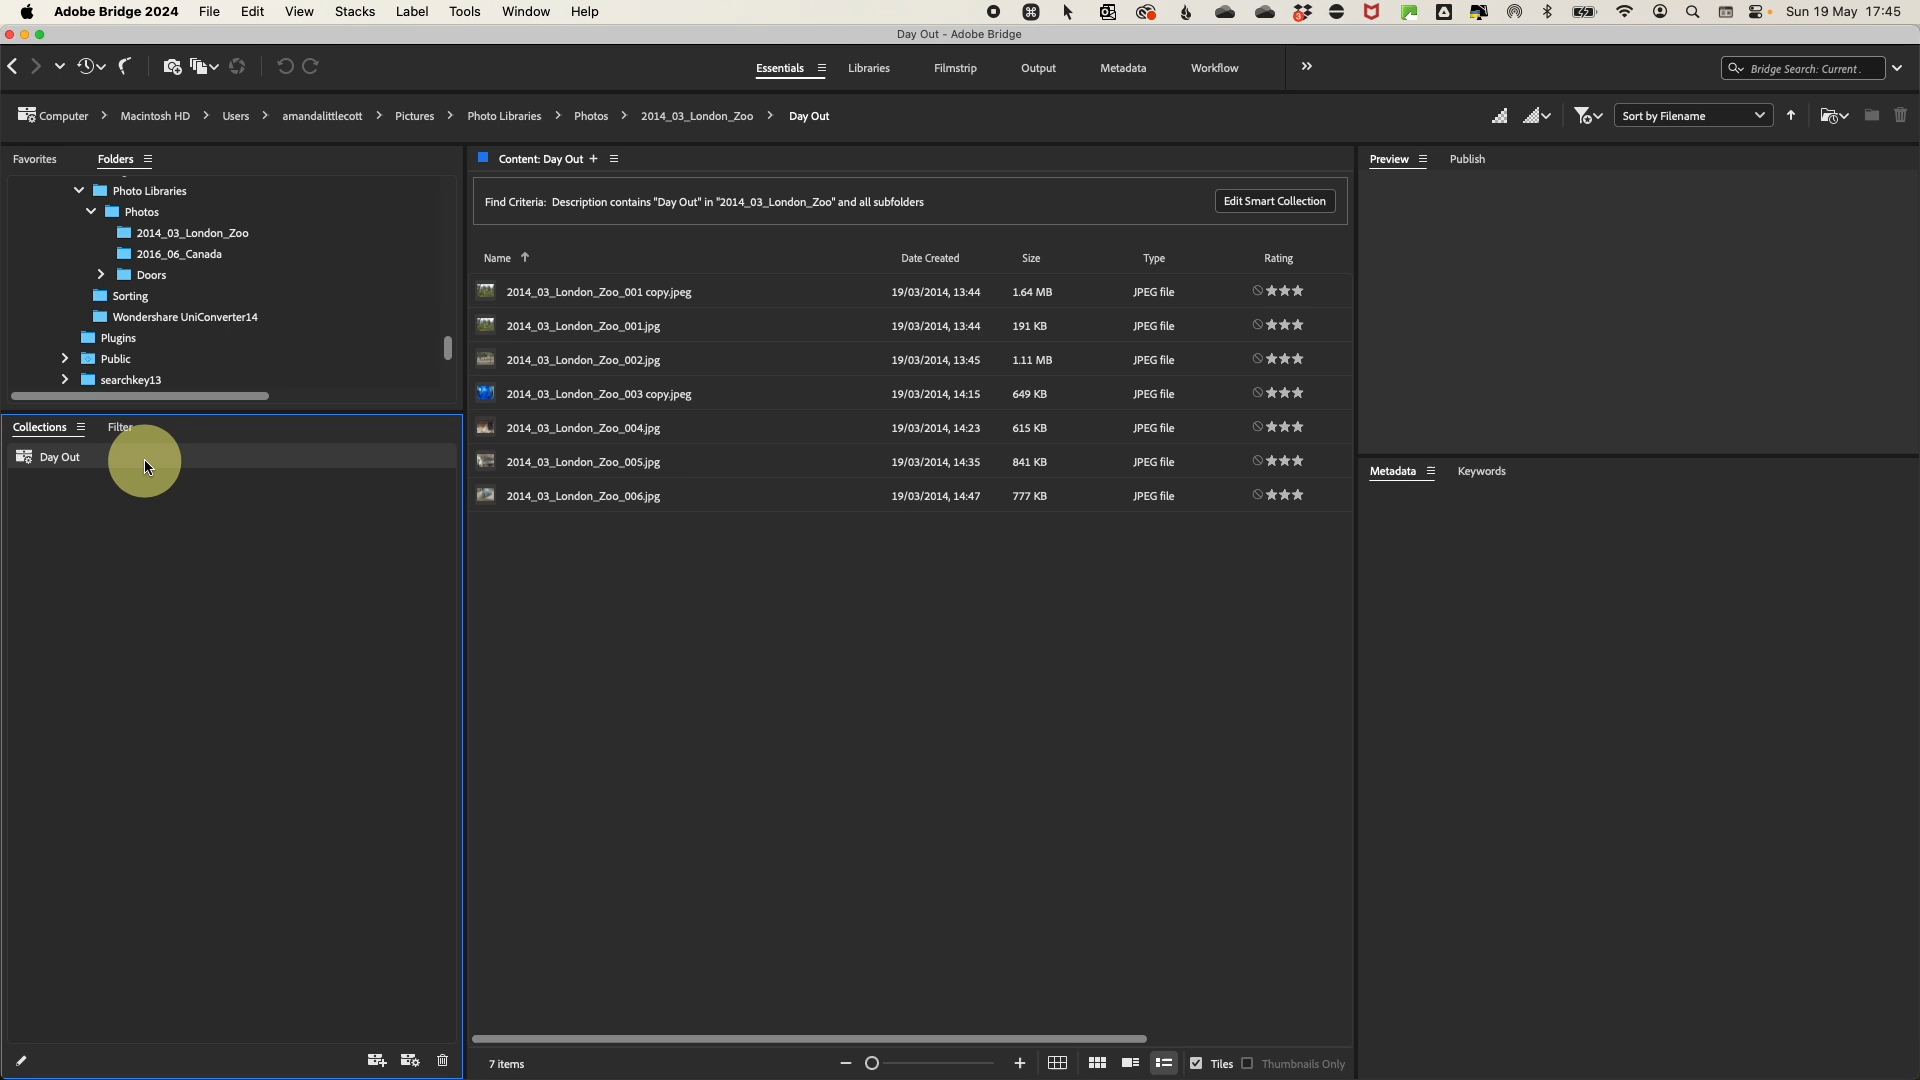 Adobe Bridge 2024 File Edit View Stacks Label Tools Window Help 3 Sun 19 May 17:45
Day Out - Adobe Bridge
Essentials Libraries Filmstrip Output Metadata Workflow Bridge Search: Current .
Computer Macintosh HD Users amandalittlecott Pictures Photo Libraries Photos 2014_03_London_Zoo Day Out Sort by Filename
Favorites Folders
Photo Libraries
Photos
2014_03_London_Zoo
2016_06_Canada
Doors
Sorting
Wondershare UniConverter14
Plugins
Public
searchkey13
Collections Filter
Day Out
Content: Day Out
Find Criteria: Description contains "Day Out" in "2014_03_London_Zoo" and all subfolders Edit Smart Collection
Name Date Created Size Type Rating
2014_03_London_Zoo_001 copy.jpeg 19/03/2014, 13:44 1.64 MB JPEG file
2014_03_London_Zoo_001.jpg 19/03/2014, 13:44 191 KB JPEG file
2014_03_London_Zoo_002.jpg 19/03/2014, 13:45 1.11 MB JPEG file
2014_03_London_Zoo_003 copy.jpeg 19/03/2014, 14:15 649 KB JPEG file
2014_03_London_Zoo_004.jpg 19/03/2014, 14:23 615 KB JPEG file
2014_03_London_Zoo_005.jpg 19/03/2014, 14:35 841 KB JPEG file
2014_03_London_Zoo_006.jpg 19/03/2014, 14:47 777 KB JPEG file
7 items Tiles Thumbnails Only
Preview Publish
Metadata Keywords